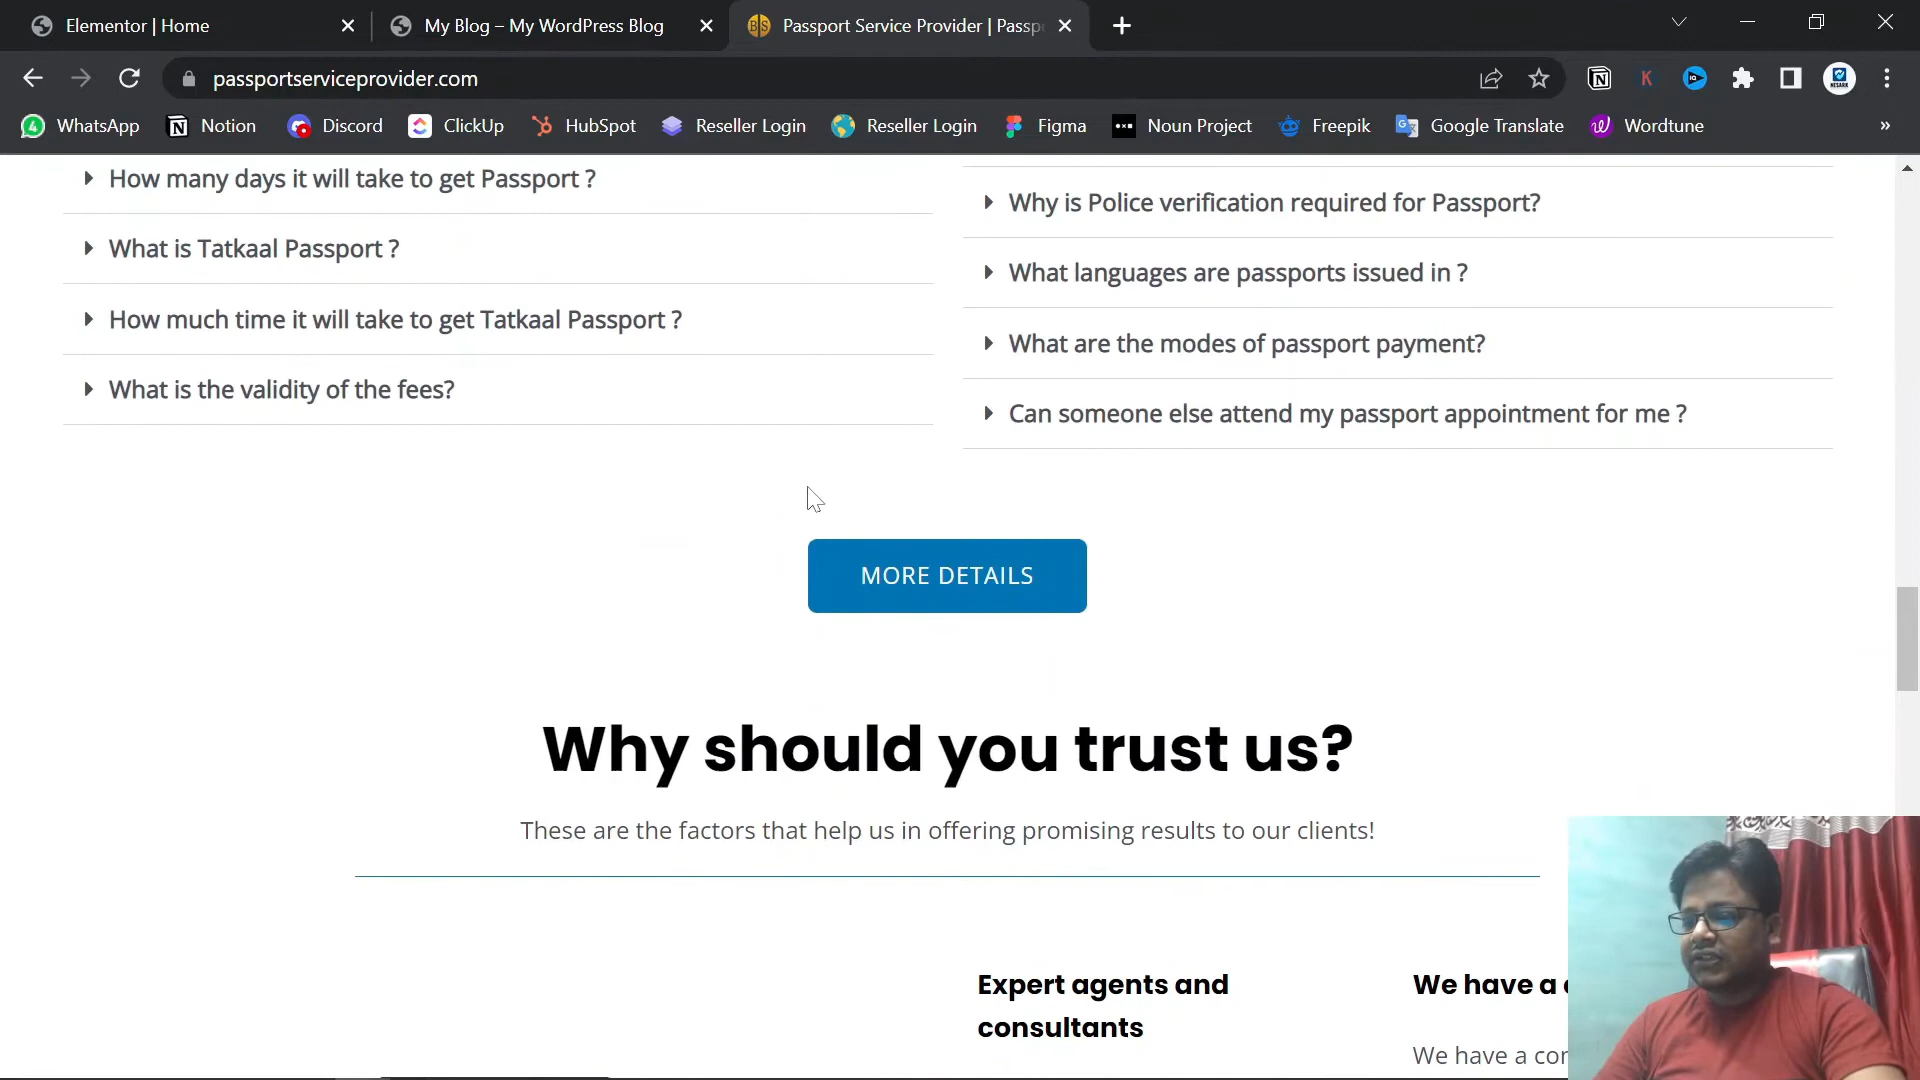 Elementor | Home
My Blog – My WordPress Blog
Passport Service Provider | Passp
passportserviceprovider.com
WhatsApp
Notion
Discord
ClickUp
HubSpot
Reseller Login
Reseller Login
Figma
Noun Project
Freepik
Google Translate
Wordtune
»
How many days it will take to get Passport ?
What is Tatkaal Passport ?
How much time it will take to get Tatkaal Passport ?
What is the validity of the fees?
Why is Police verification required for Passport?
What languages are passports issued in ?
What are the modes of passport payment?
Can someone else attend my passport appointment for me ?
MORE DETAILS
Why should you trust us?
These are the factors that help us in offering promising results to our clients!
Expert agents and
consultants
We have a
We have a